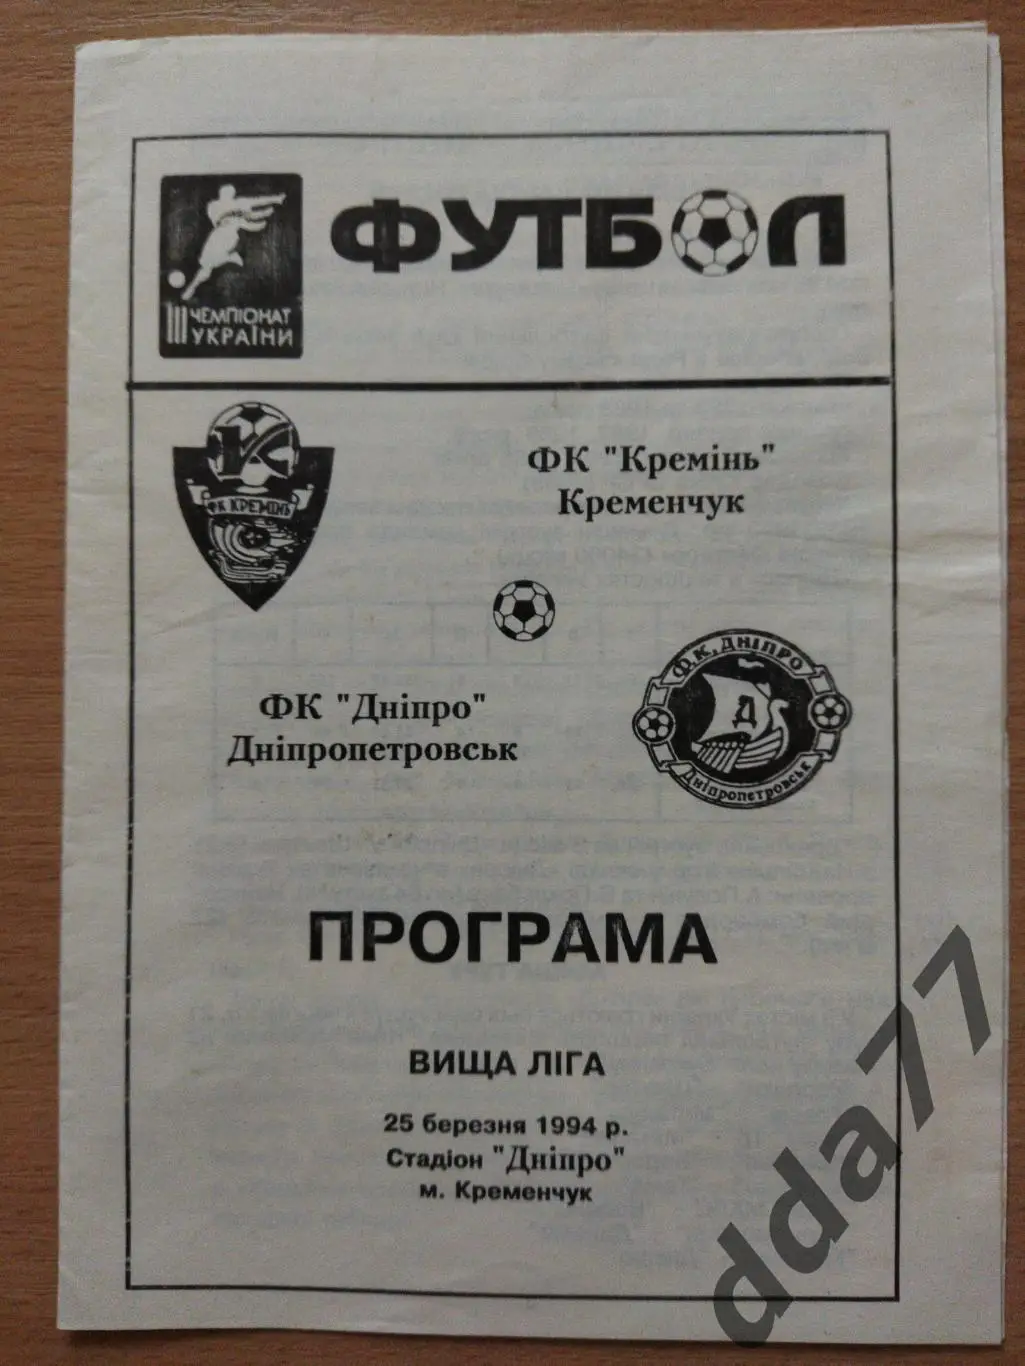 ФУТБОЛ
III ЧЕМПІОНАТ
УКРАЇНИ
ФК КРЕМІНЬ
ФК "Кремінь"
Кременчук
ФК "Дніпро"
Дніпропетровськ
Ф.К. ДНІПРО
Д
Дніпропетровськ
ПРОГРАМА
ВИЩА ЛІГА
25 березня 1994 р.
Стадіон "Дніпро"
м. Кременчук
dda77